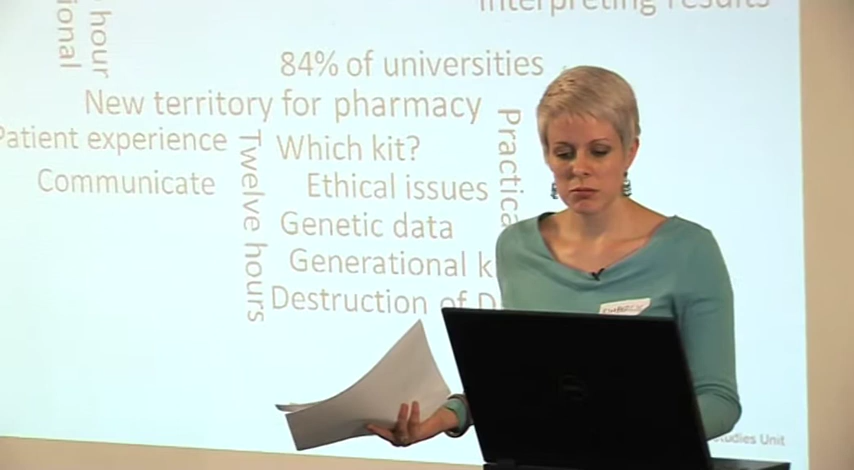 interpreting results
ional
hour
84% of universities
New territory for pharmacy
Patient experience
Twelve hours
Which kit?
Practical
Communicate
Ethical issues
Genetic data
Generational k
Destruction of D
Studies Unit